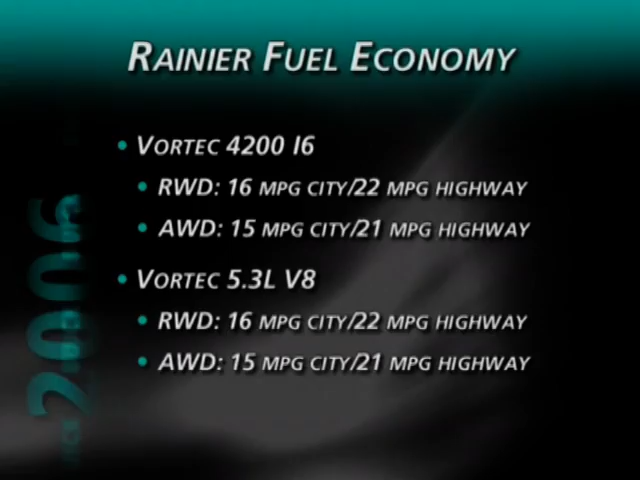 RAINIER FUEL ECONOMY
• VORTEC 4200 I6
• RWD: 16 MPG CITY/22 MPG HIGHWAY
• AWD: 15 MPG CITY/21 MPG HIGHWAY
• VORTEC 5.3L V8
• RWD: 16 MPG CITY/22 MPG HIGHWAY
• AWD: 15 MPG CITY/21 MPG HIGHWAY
2006